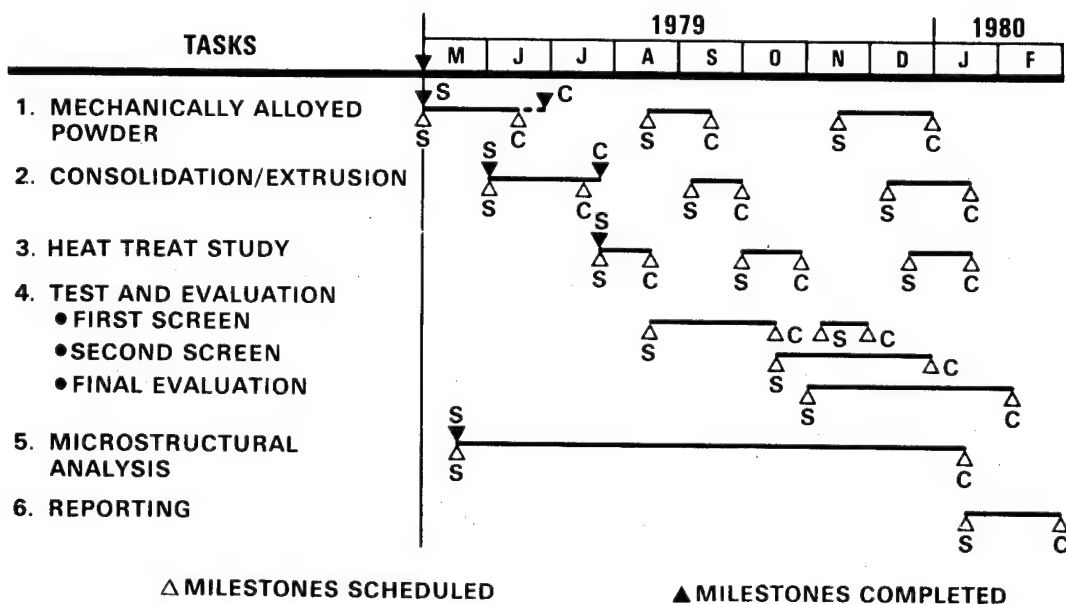 TASKS
1979 1980
M J J A S O N D J F
S C
1. MECHANICALLY ALLOYED
POWDER
S C S C S C
S C
2. CONSOLIDATION/EXTRUSION
S C S C S C
S
3. HEAT TREAT STUDY
S C S C S C
4. TEST AND EVALUATION
• FIRST SCREEN
S C S C
• SECOND SCREEN
S C
• FINAL EVALUATION
S C
S
5. MICROSTRUCTURAL
ANALYSIS
S C
6. REPORTING
S C
△ MILESTONES SCHEDULED ▲ MILESTONES COMPLETED